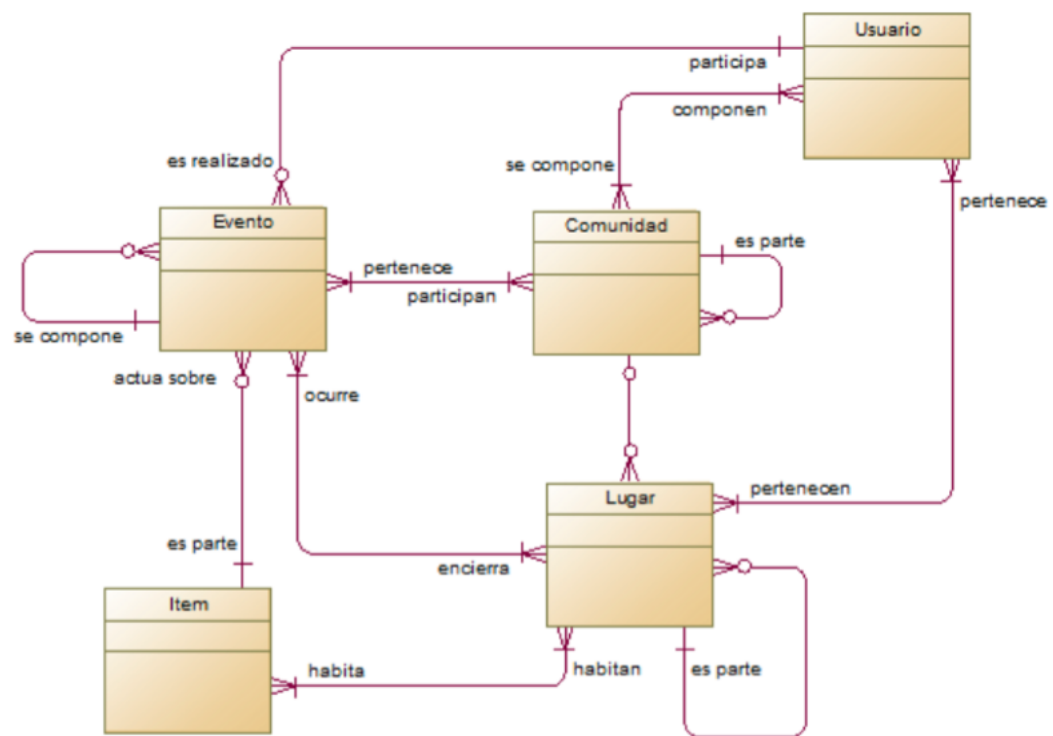 Usuario
participa
componen
es realizado
se compone
pertenece
Evento
Comunidad
es parte
pertenece
participan
se compone
actua sobre
ocurre
Lugar
pertenecen
es parte
encierra
Item
habita
habitan
es parte